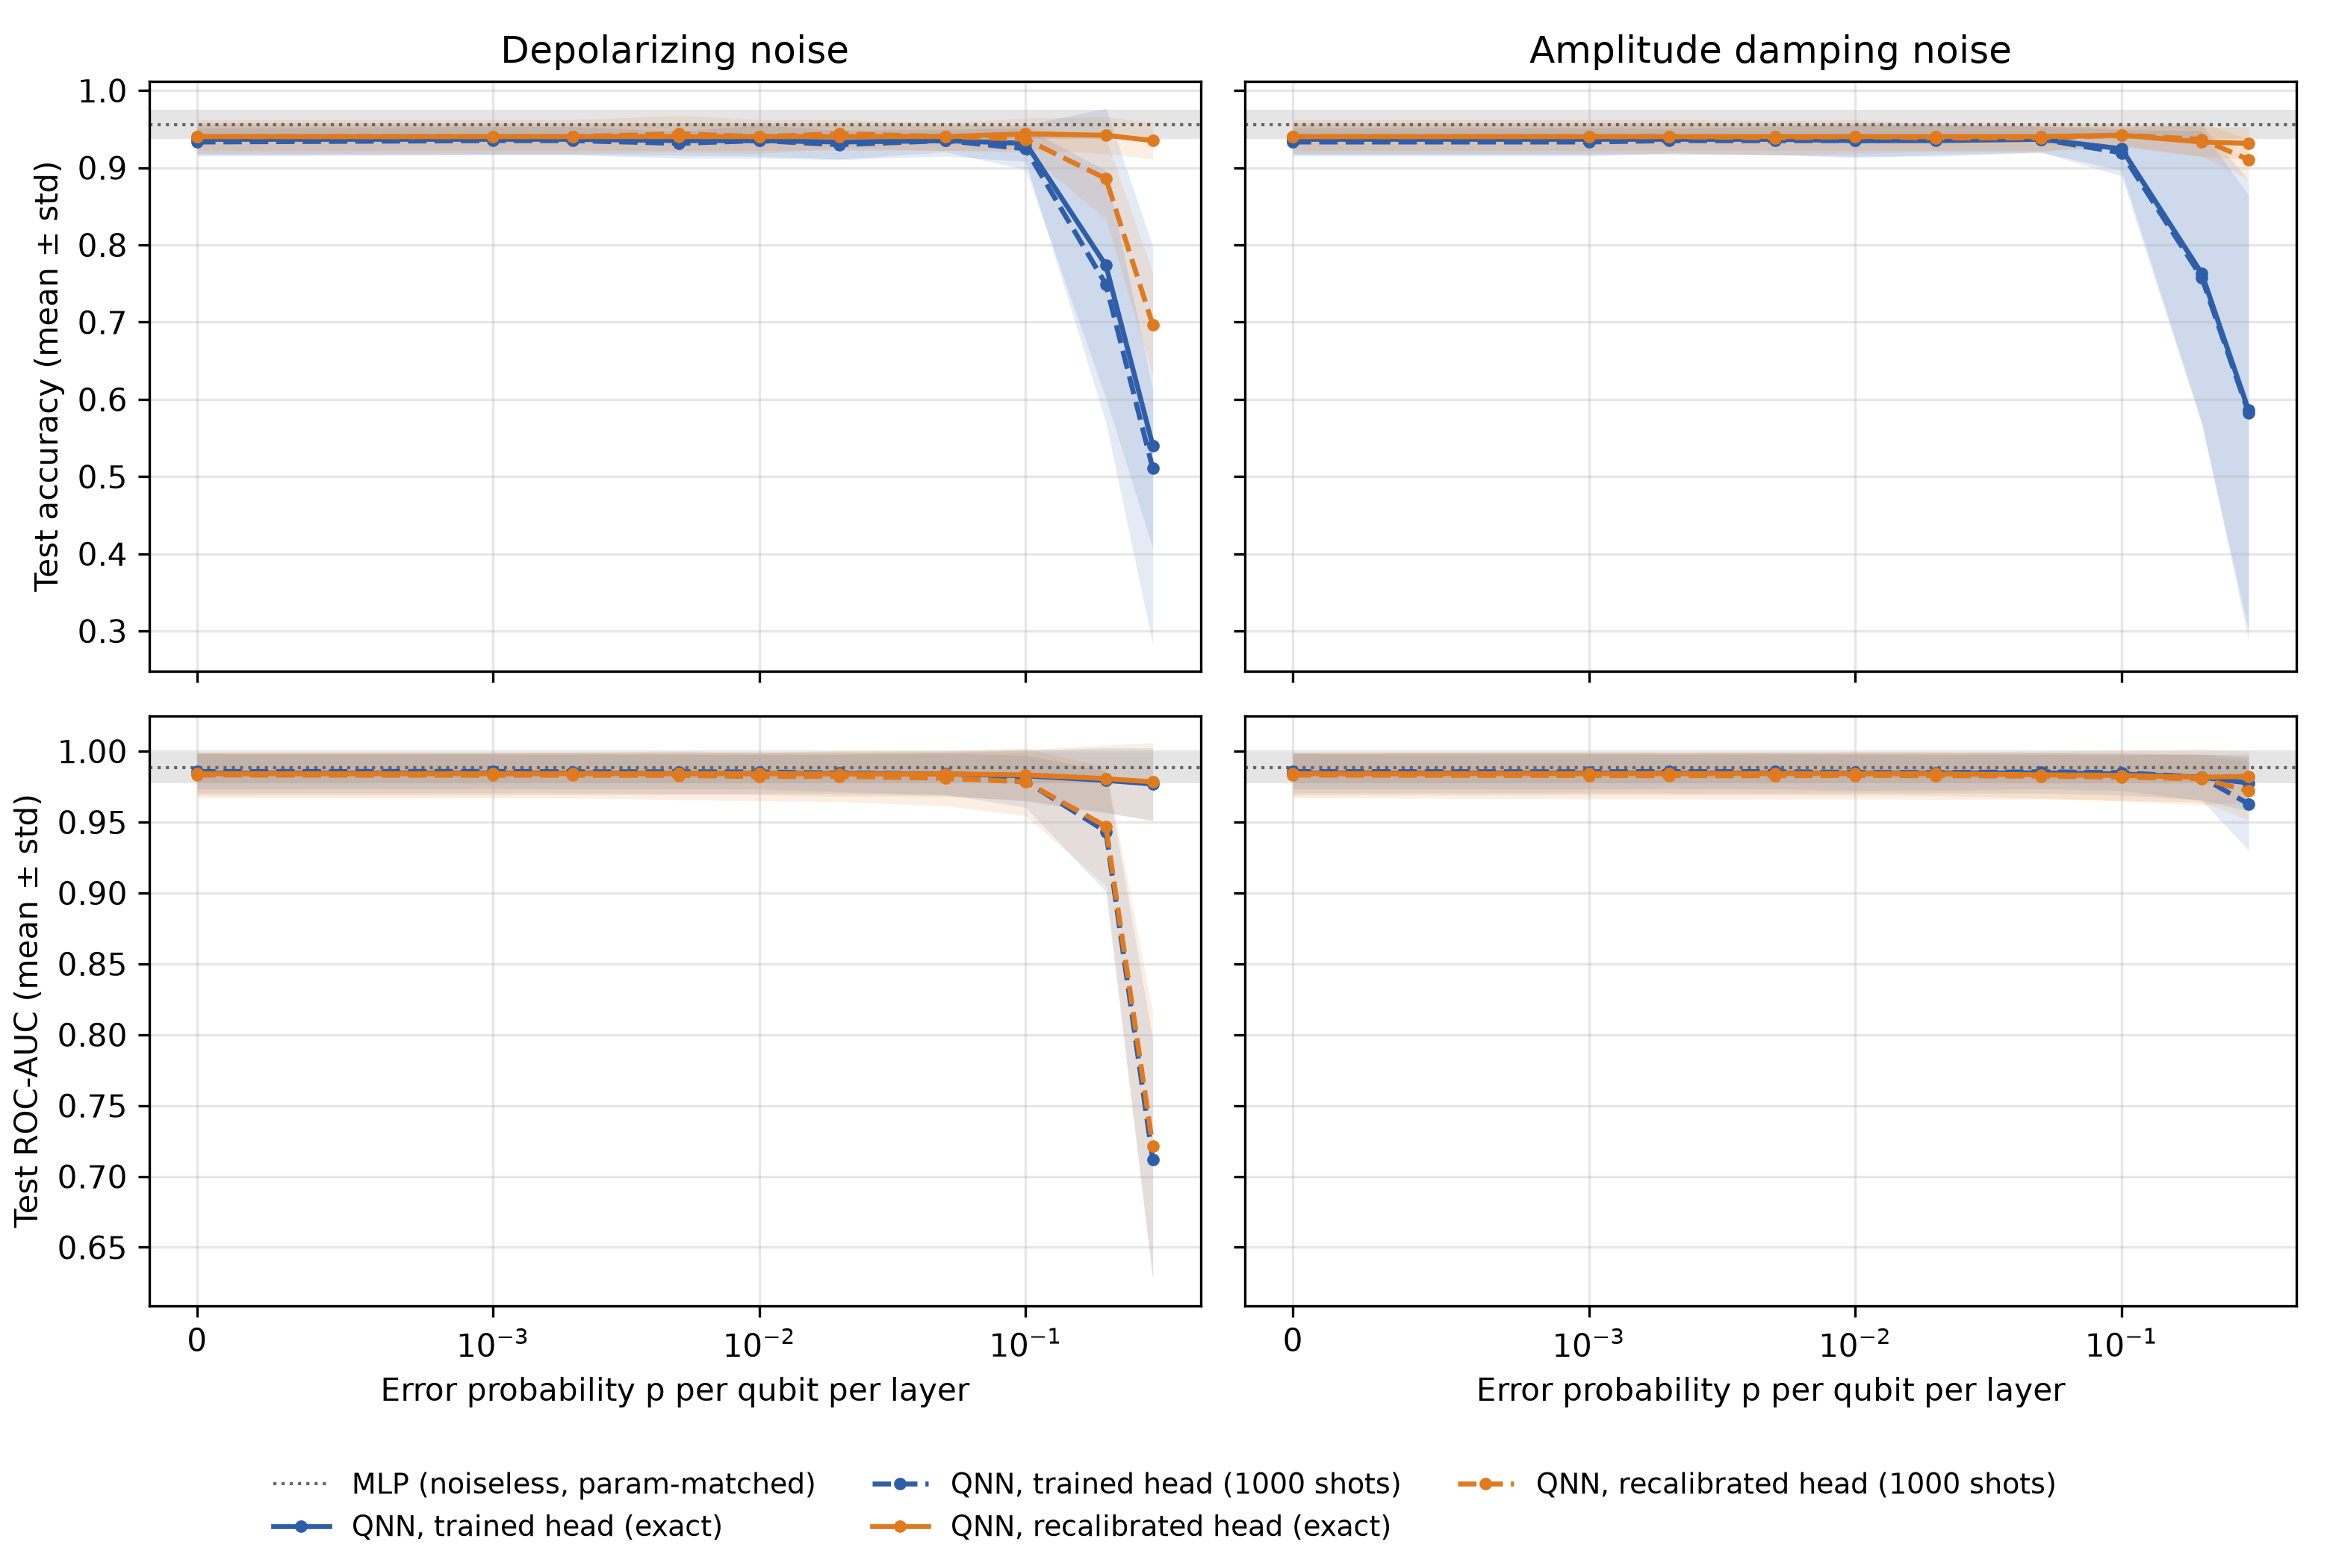 Depolarizing noise
Amplitude damping noise
Test accuracy (mean ± std)
1.0
0.9
0.8
0.7
0.6
0.5
0.4
0.3
Test ROC-AUC (mean ± std)
1.00
0.95
0.90
0.85
0.80
0.75
0.70
0.65
0 10⁻³ 10⁻² 10⁻¹
0 10⁻³ 10⁻² 10⁻¹
Error probability p per qubit per layer
Error probability p per qubit per layer
MLP (noiseless, param-matched)
QNN, trained head (exact)
QNN, trained head (1000 shots)
QNN, recalibrated head (exact)
QNN, recalibrated head (1000 shots)